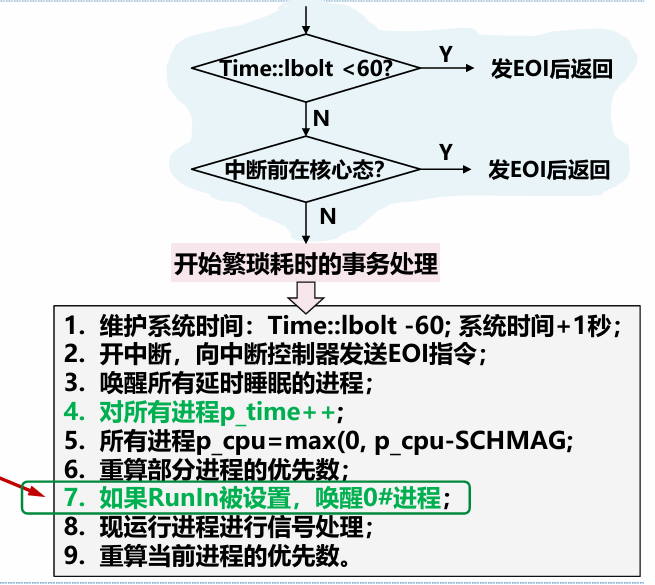 Time::lbolt <60?
Y
发EOI后返回
N
中断前在核心态?
Y
发EOI后返回
N
开始繁琐耗时的事务处理
1. 维护系统时间：Time::lbolt -60; 系统时间+1秒；
2. 开中断，向中断控制器发送EOI指令；
3. 唤醒所有延时睡眠的进程；
4. 对所有进程p_time++；
5. 所有进程p_cpu=max(0, p_cpu-SCHMAG;
6. 重算部分进程的优先数；
7. 如果RunIn被设置，唤醒0#进程；
8. 现运行进程进行信号处理；
9. 重算当前进程的优先数。